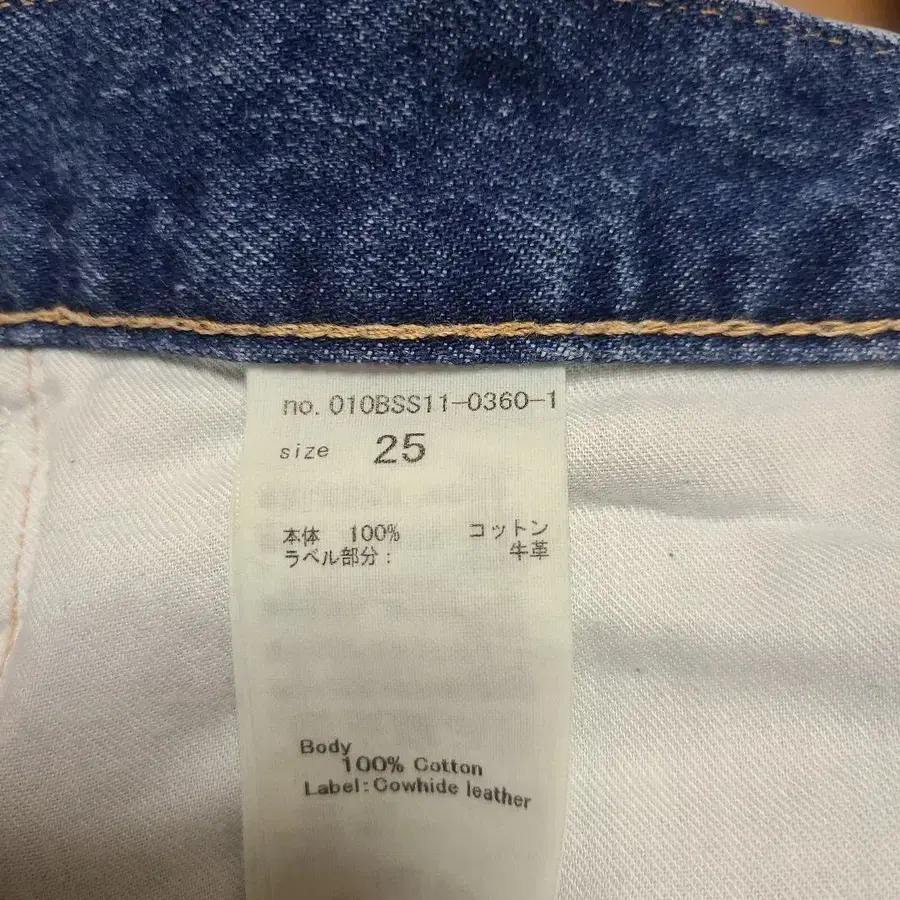 no. 010BSS11-0360-1
size 25
本体 100% コットン
ラベル部分: 牛革
Body
100% Cotton
Label:Cowhide leather